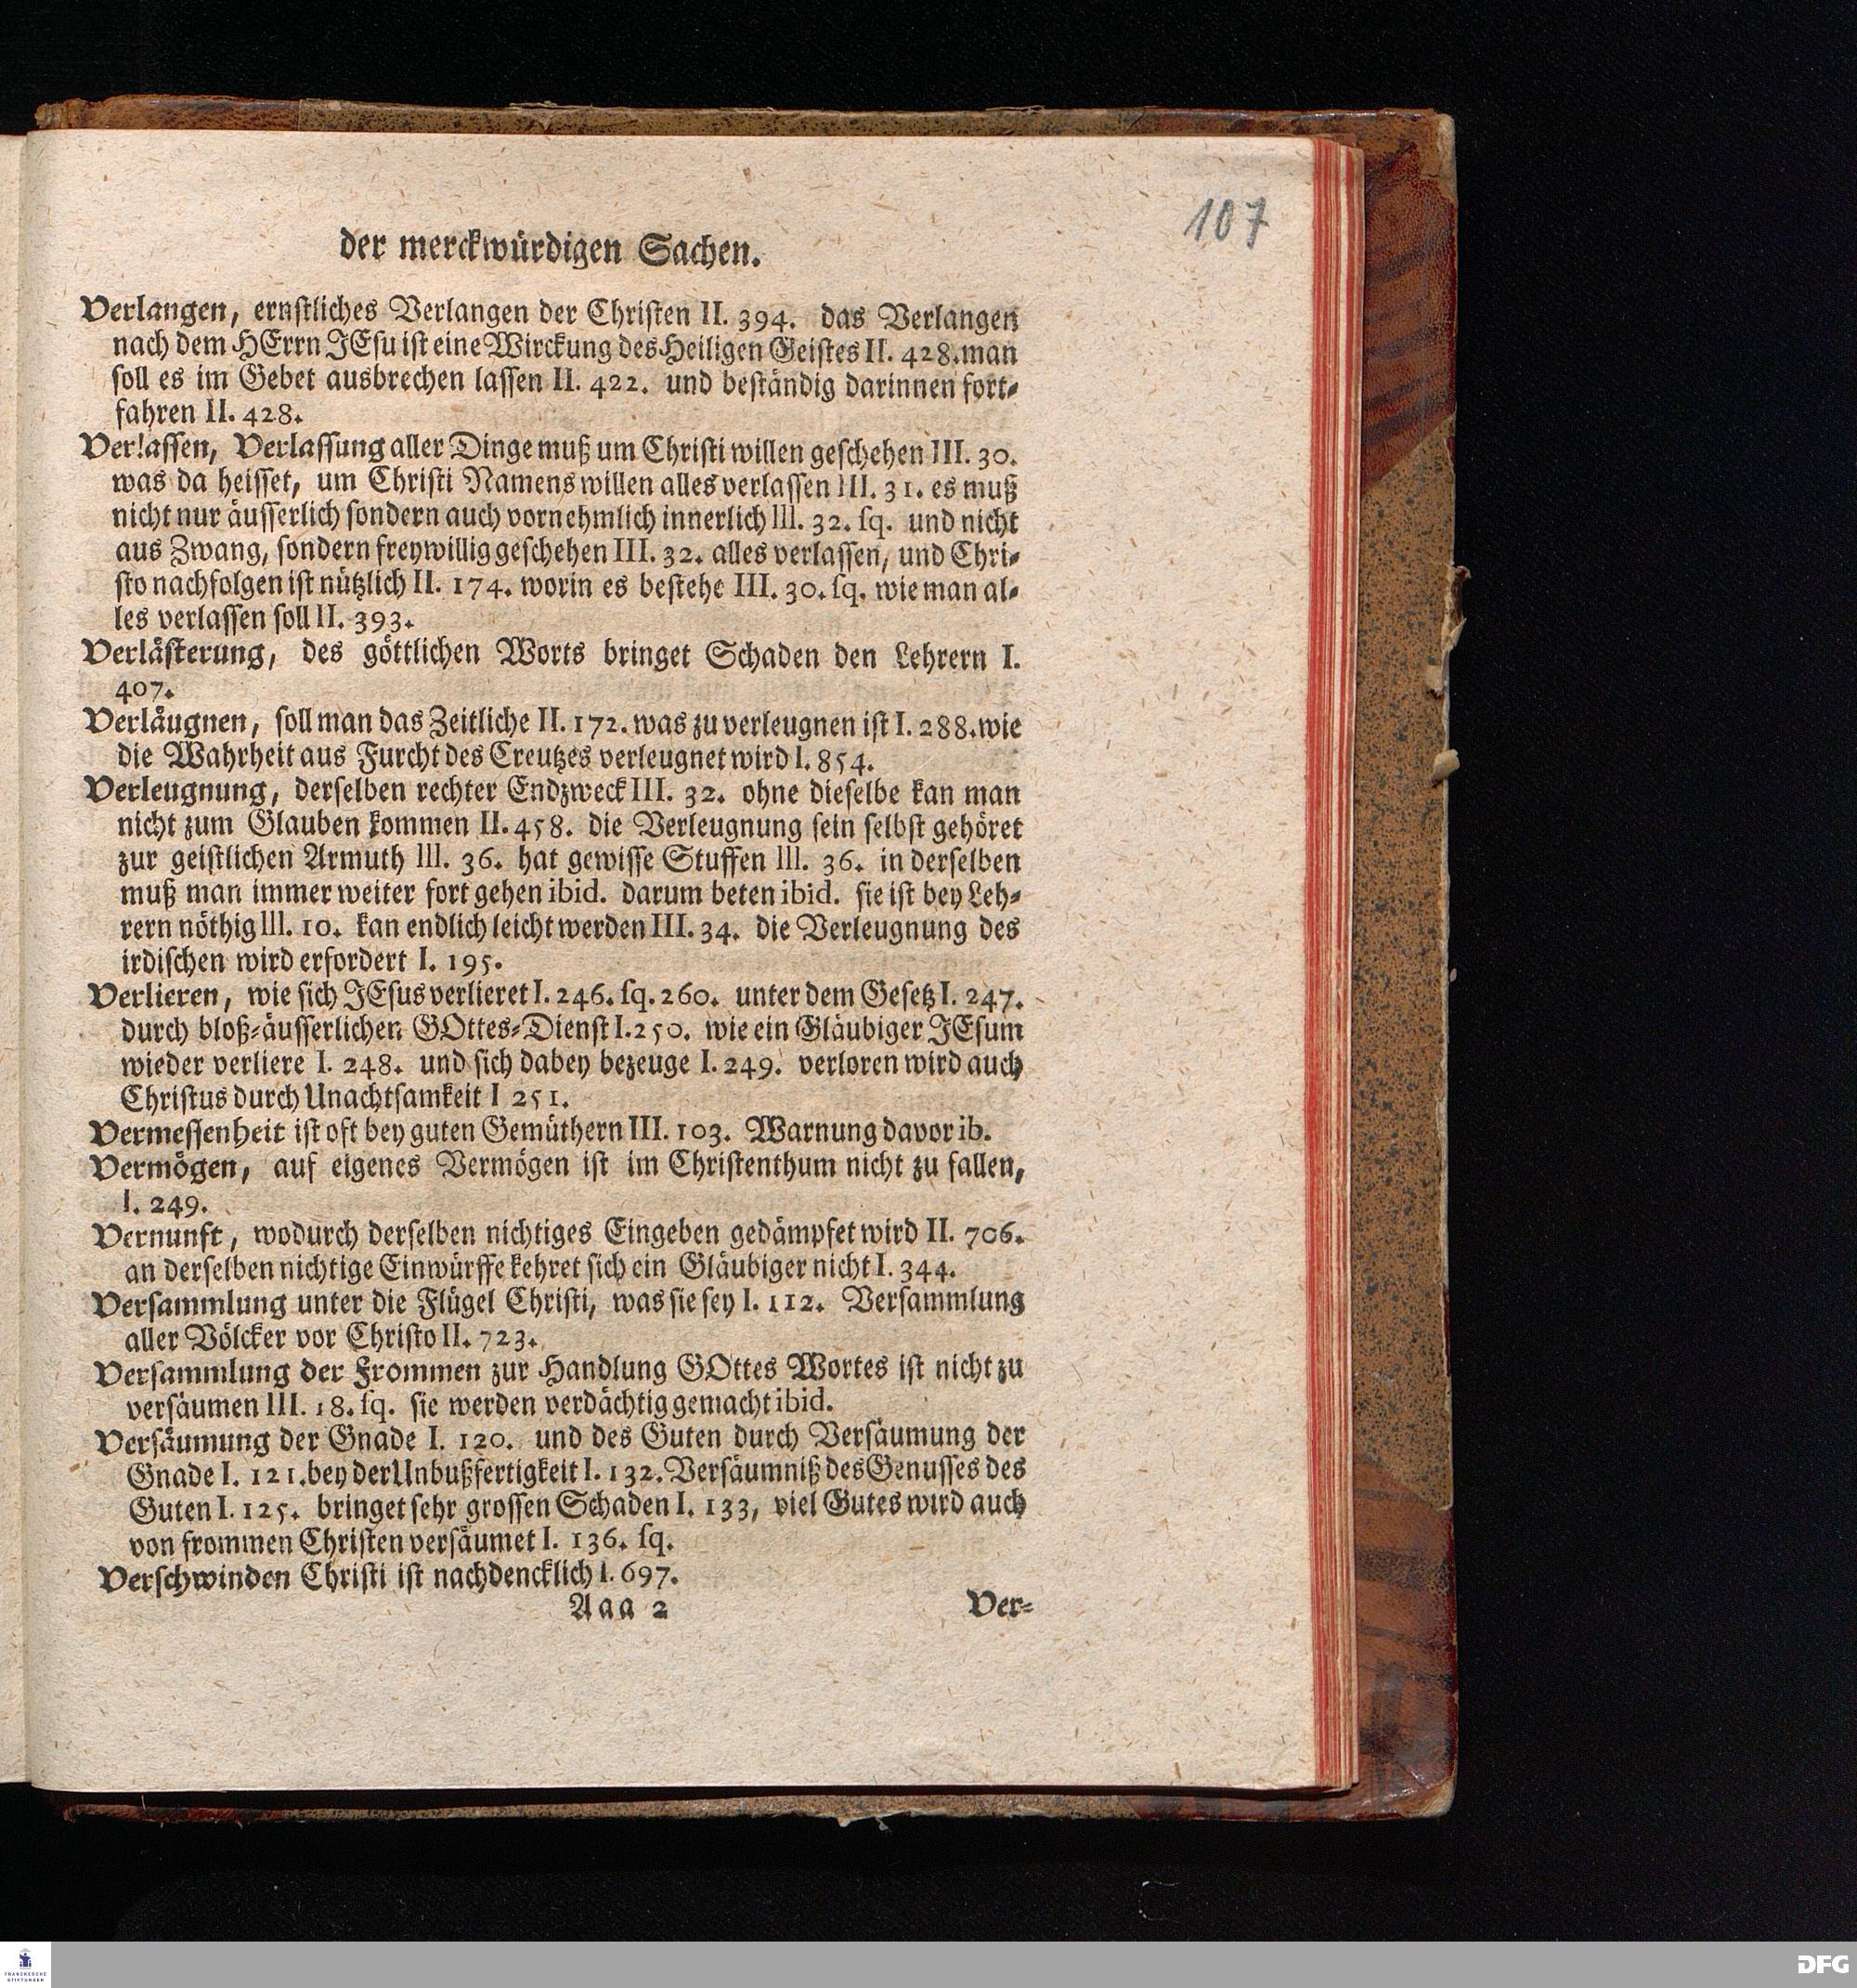 107
der merckwürdigen Sachen.
Verlangen, ernstliches Verlangen der Christen II. 394. das Verlangen
nach dem HErrn JEsu ist eine Wirckung des Heiligen Geistes II. 428. man
soll es im Gebet ausbrechen lassen II. 422. und beständig darinnen fort-
fahren II. 428.
Verlassen, Verlassung aller Dinge muß um Christi willen geschehen III. 30.
was da heisset, um Christi Namens willen alles verlassen III. 31. es muß
nicht nur äusserlich sondern auch vornehmlich innerlich III. 32. sq. und nicht
aus Zwang, sondern freywillig geschehen III. 32. alles verlassen, und Chri-
sto nachfolgen ist nützlich II. 174. worin es bestehe III. 30. sq. wie man al-
les verlassen soll II. 393.
Verlästerung, des göttlichen Worts bringet Schaden den Lehrern I.
407.
Verläugnen, soll man das Zeitliche II. 172. was zu verleugnen ist I. 288. wie
die Wahrheit aus Furcht des Creutzes verleugnet wird I. 854.
Verleugnung, derselben rechter Endzweck III. 32. ohne dieselbe kan man
nicht zum Glauben kommen II. 458. die Verleugnung sein selbst gehöret
zur geistlichen Armuth III. 36. hat gewisse Stuffen III. 36. in derselben
muß man immer weiter fort gehen ibid. darum beten ibid. sie ist bey Leh-
rern nöthig III. 10. kan endlich leicht werden III. 34. die Verleugnung des
irdischen wird erfordert I. 195.
Verlieren, wie sich JEsus verlieret I. 246. sq. 260. unter dem Gesetz I. 247.
durch bloß-äusserlichen GOttes-Dienst I. 250. wie ein Gläubiger JEsum
wieder verliere I. 248. und sich dabey bezeuge I. 249. verloren wird auch
Christus durch Unachtsamkeit I 251.
Vermessenheit ist oft bey guten Gemüthern III. 103. Warnung davor ib.
Vermögen, auf eigenes Vermögen ist im Christenthum nicht zu fallen,
I. 249.
Vernunft, wodurch derselben nichtiges Eingeben gedämpfet wird II. 706.
an derselben nichtige Einwürffe kehret sich ein Gläubiger nicht I. 344.
Versammlung unter die Flügel Christi, was sie sey I. 112. Versammlung
aller Völcker vor Christo II. 723.
Versammlung der Frommen zur Handlung GOttes Wortes ist nicht zu
versäumen III. 18. sq. sie werden verdächtig gemacht ibid.
Versäumung der Gnade I. 120. und des Guten durch Versäumung der
Gnade I. 121. bey der Unbußfertigkeit I. 132. Versäumniß des Genusses des
Guten I. 125. bringet sehr grossen Schaden I. 133, viel Gutes wird auch
von frommen Christen versäumet I. 136. sq.
Verschwinden Christi ist nachdencklich I. 697.
Aaa 2 Ver-
FRANCKESCHE
STIFTUNGEN
DFG